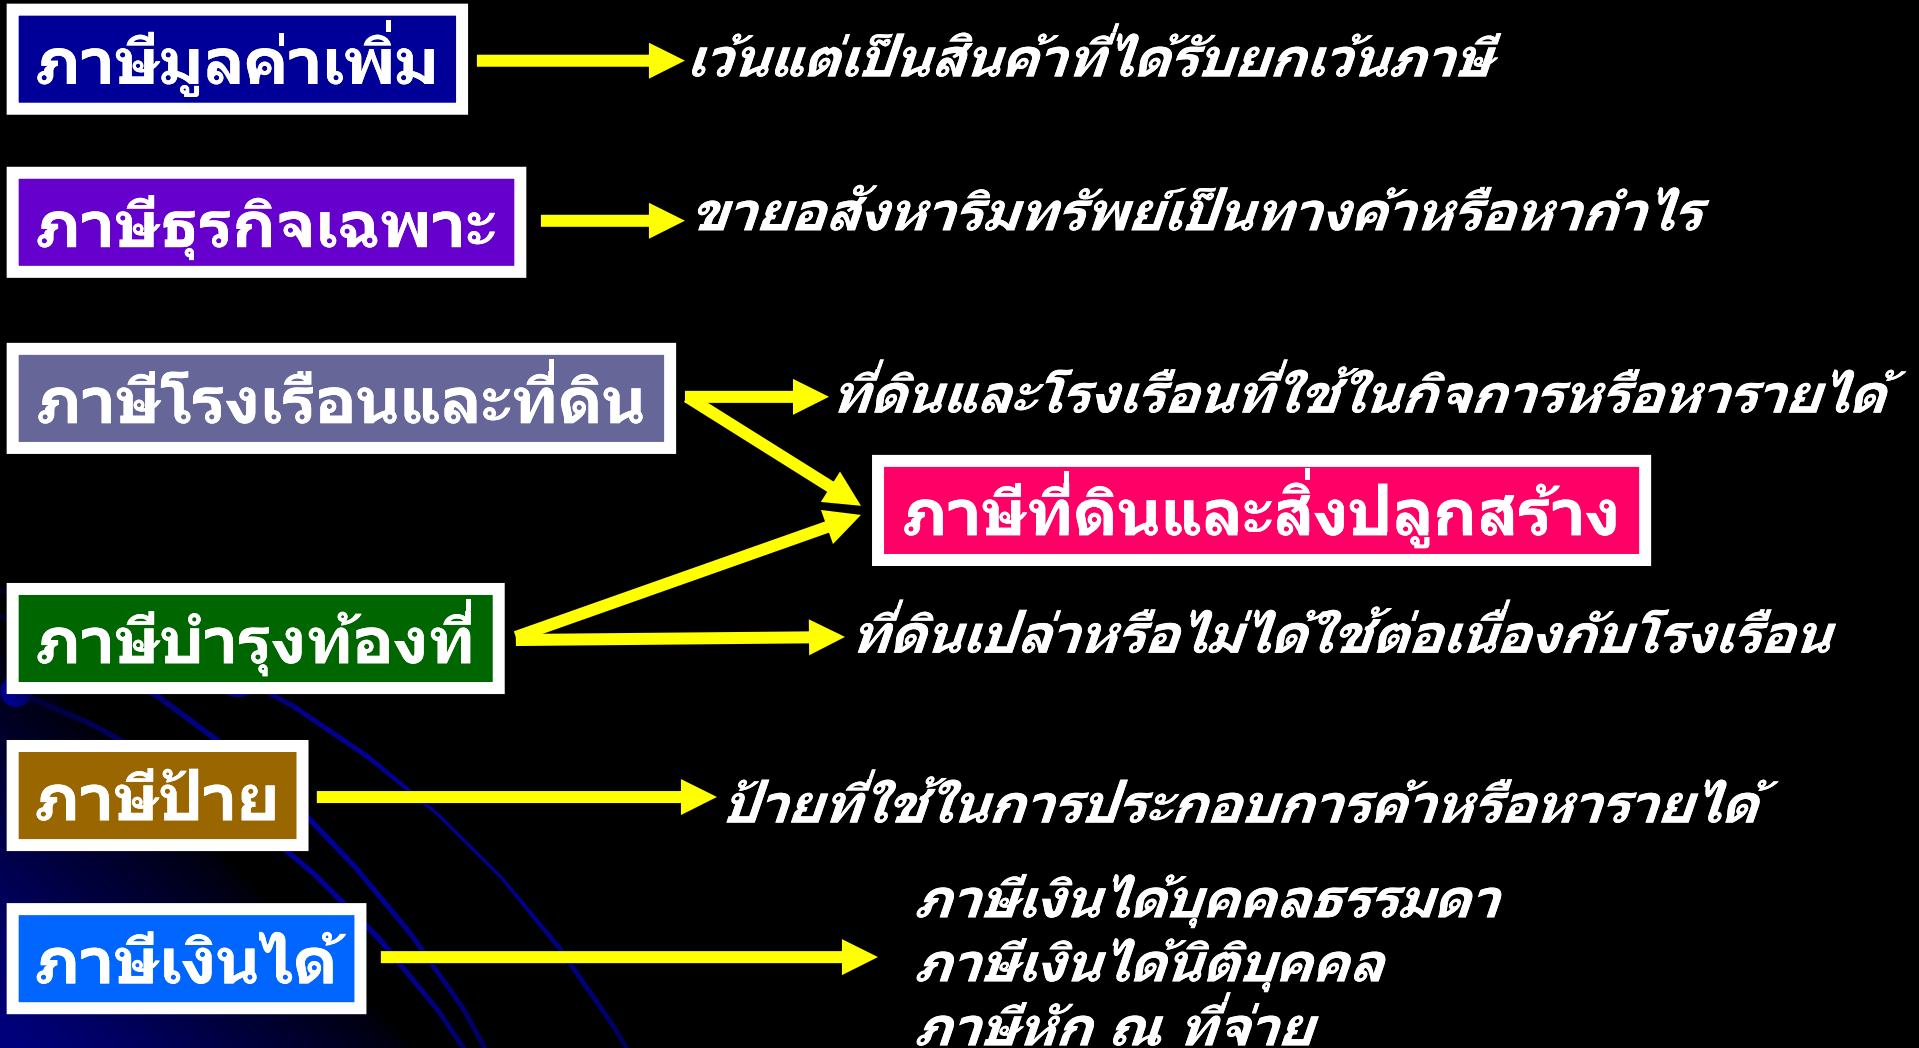 ภาษีมูลค่าเพิ่ม
เว้นแต่เป็นสินค้าที่ได้รับยกเว้นภาษี
ภาษีธุรกิจเฉพาะ
ขายอสังหาริมทรัพย์เป็นทางค้าหรือหากำไร
ภาษีโรงเรือนและที่ดิน
ที่ดินและโรงเรือนที่ใช้ในกิจการหรือหารายได้
ภาษีที่ดินและสิ่งปลูกสร้าง
ภาษีบำรุงท้องที่
ที่ดินเปล่าหรือไม่ได้ใช้ต่อเนื่องกับโรงเรือน
ภาษีป้าย
ป้ายที่ใช้ในการประกอบการค้าหรือหารายได้
ภาษีเงินได้
ภาษีเงินได้บุคคลธรรมดา
ภาษีเงินได้นิติบุคคล
ภาษีหัก ณ ที่จ่าย